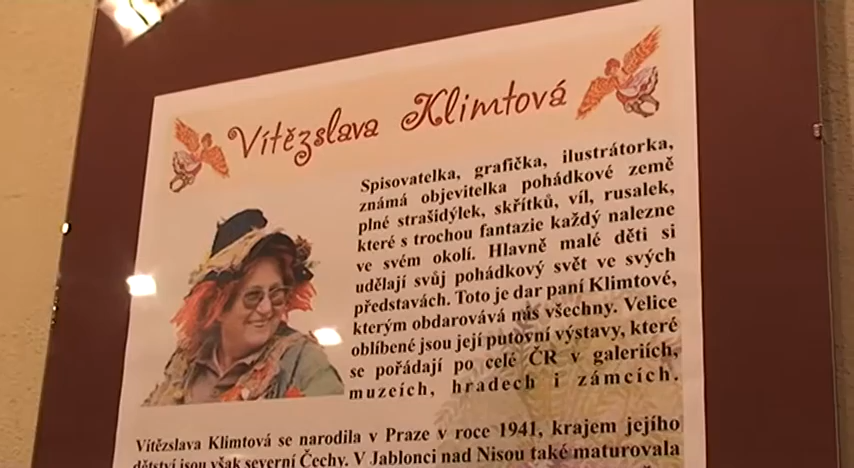 Vítězslava Klimtová
Spisovatelka, grafička, ilustrátorka,
známá objevitelka pohádkové země
plné strašidýlek, skřítků, víl, rusalek,
které s trochou fantazie každý nalezne
ve svém okolí. Hlavně malé děti si
udělají svůj pohádkový svět ve svých
představách. Toto je dar paní Klimtové,
kterým obdarovává nás všechny. Velice
oblíbené jsou její putovní výstavy, které
se pořádají po celé ČR v galeriích,
muzeích, hradech i zámcích.
Vítězslava Klimtová se narodila v Praze v roce 1941, krajem jejího
dětství jsou však severní Čechy. V Jablonci nad Nisou také maturovala